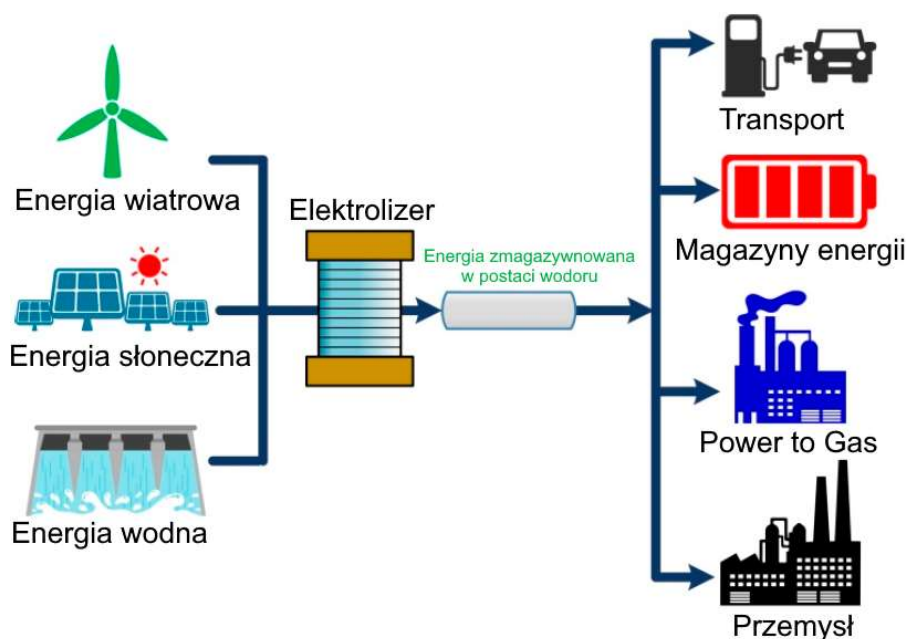 Energia wiatrowa
Energia słoneczna
Energia wodna
Elektrolizer
Energia zmagazywnowana
w postaci wodoru
Transport
Magazyny energii
Power to Gas
Przemysł